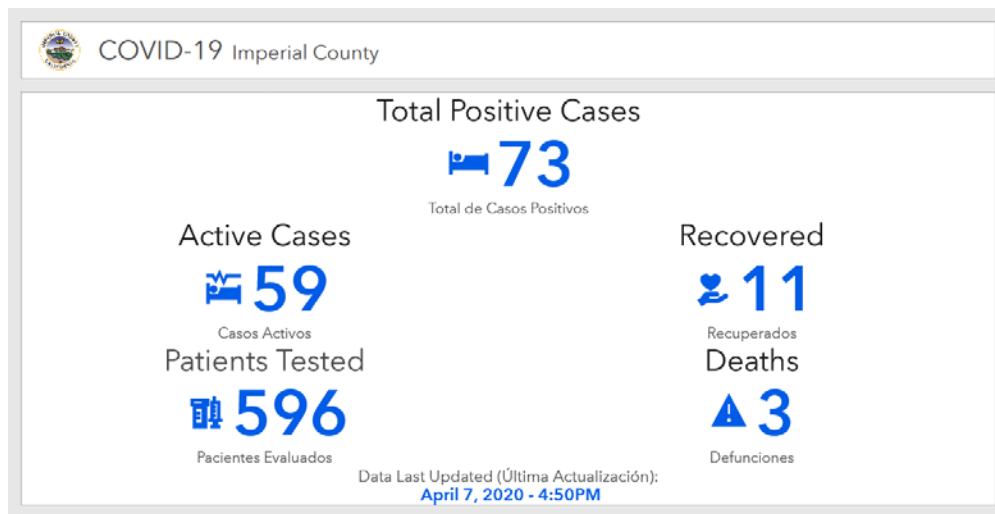 COVID-19 Imperial County
Total Positive Cases
73
Total de Casos Positivos
Active Cases
59
Casos Activos
Recovered
11
Recuperados
Patients Tested
596
Pacientes Evaluados
Deaths
3
Defunciones
Data Last Updated (Última Actualización):
April 7, 2020 - 4:50PM